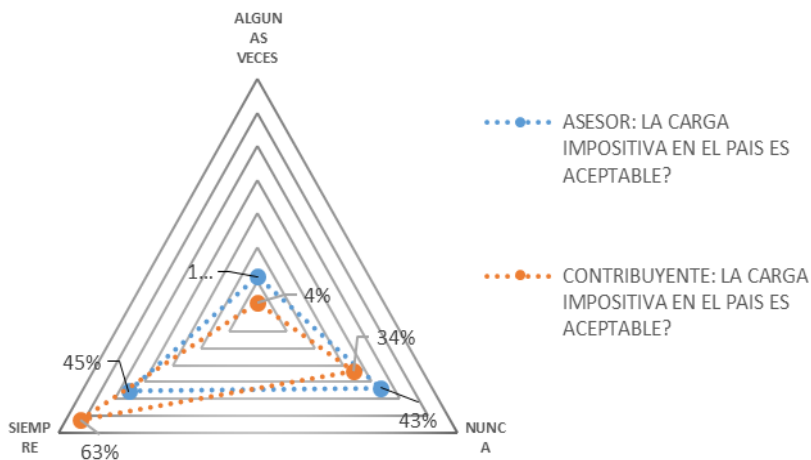 ALGUN
AS
VECES
ASESOR: LA CARGA
IMPOSITIVA EN EL PAIS ES
ACEPTABLE?
1...
4%
CONTRIBUYENTE: LA CARGA
IMPOSITIVA EN EL PAIS ES
ACEPTABLE?
34%
45%
43%
SIEMP
RE
NUNC
A
63%